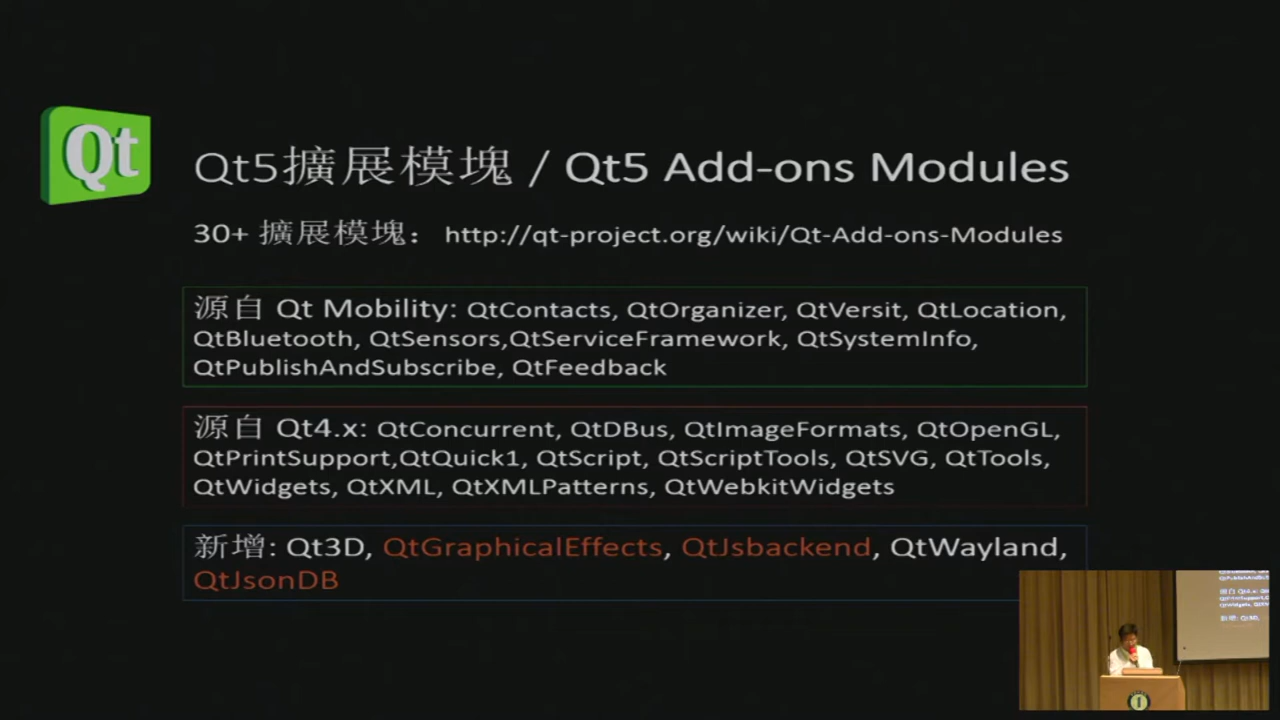 Qt
Qt5擴展模塊 / Qt5 Add-ons Modules
30+ 擴展模塊： http://qt-project.org/wiki/Qt-Add-ons-Modules
源自 Qt Mobility: QtContacts, QtOrganizer, QtVersit, QtLocation,
QtBluetooth, QtSensors,QtServiceFramework, QtSystemInfo,
QtPublishAndSubscribe, QtFeedback
源自 Qt4.x: QtConcurrent, QtDBus, QtImageFormats, QtOpenGL,
QtPrintSupport,QtQuick1, QtScript, QtScriptTools, QtSVG, QtTools,
QtWidgets, QtXML, QtXMLPatterns, QtWebkitWidgets
新增: Qt3D, QtGraphicalEffects, QtJsbackend, QtWayland,
QtJsonDB